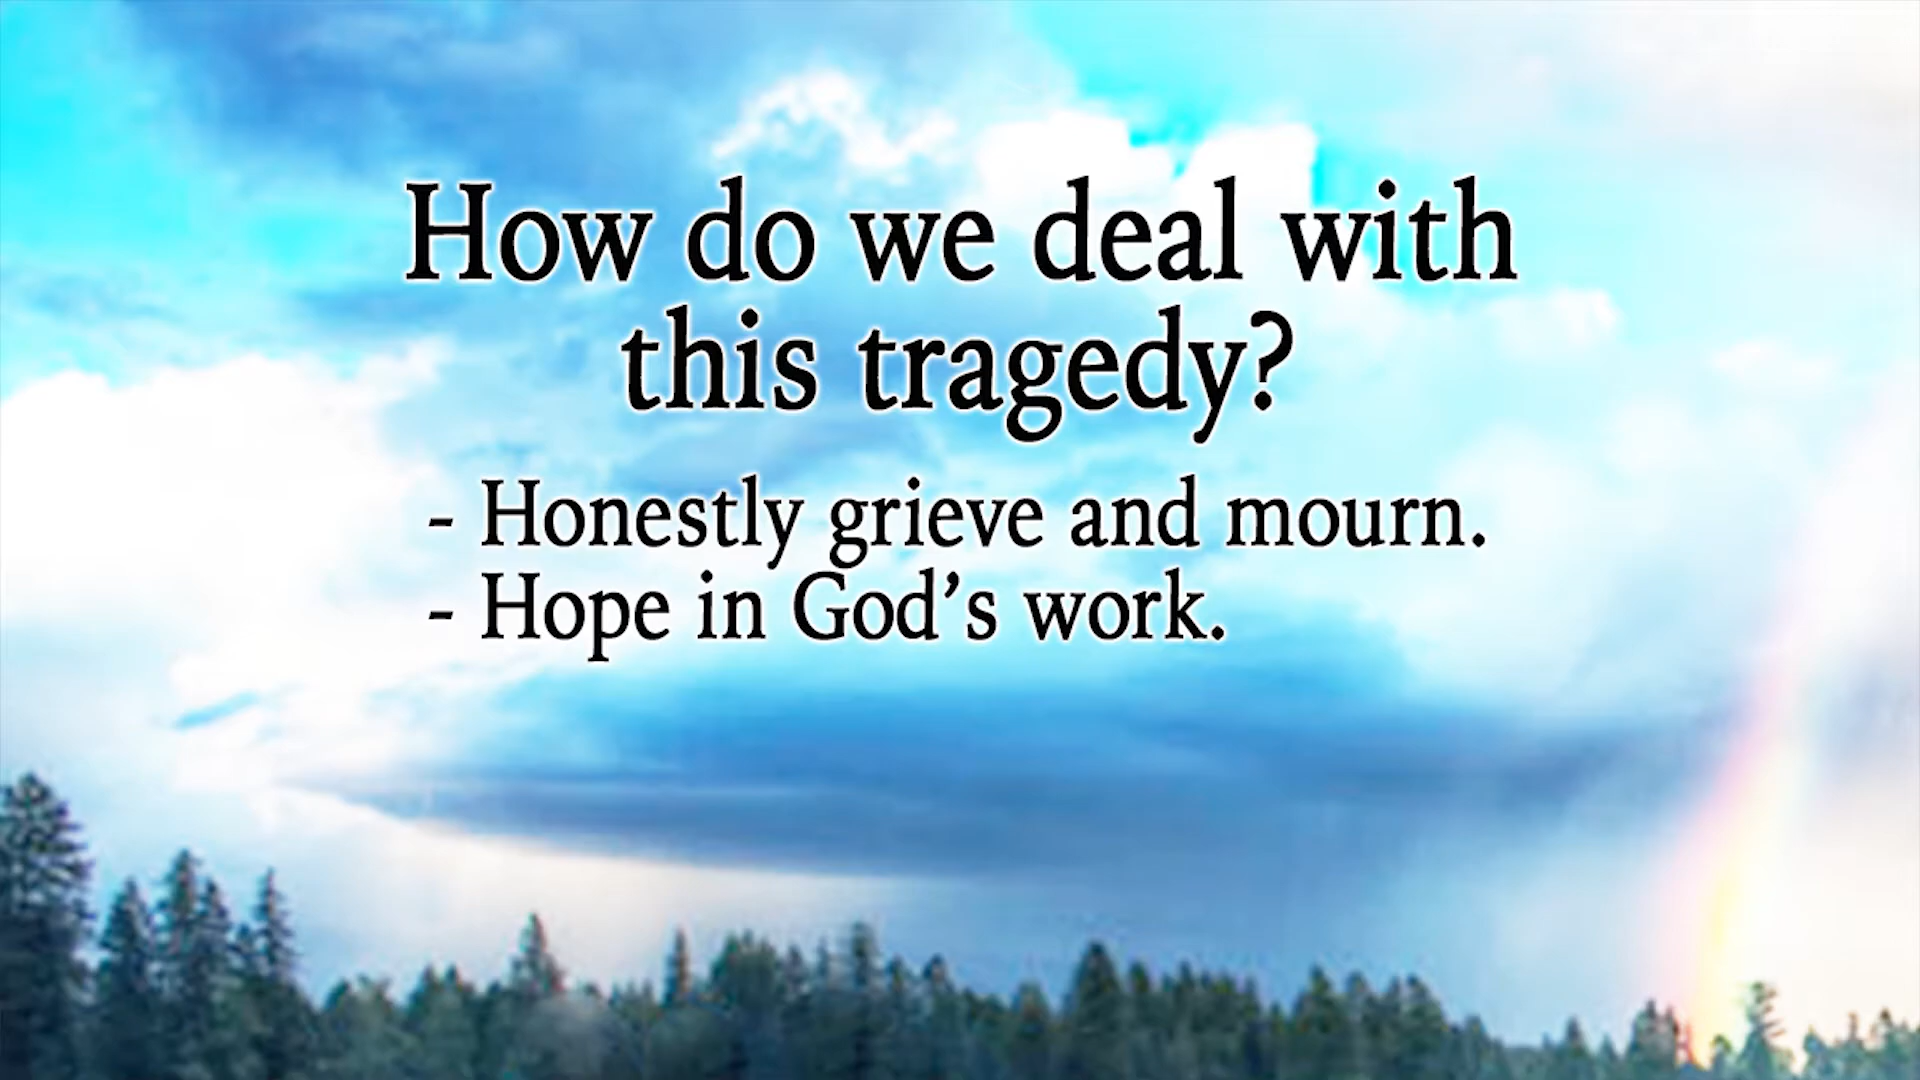 How do we deal with
this tragedy?
- Honestly grieve and mourn.
- Hope in God’s work.